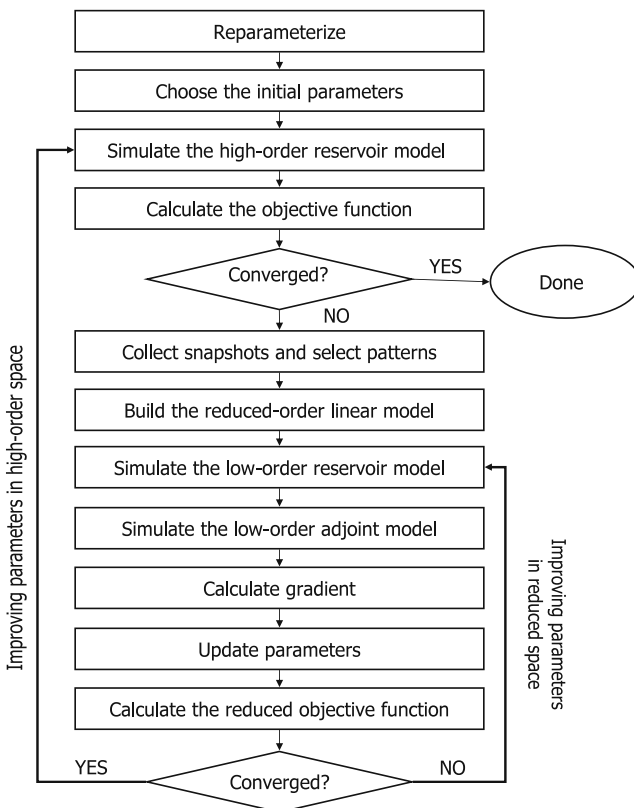 Reparameterize
Choose the initial parameters
Simulate the high-order reservoir model
Calculate the objective function
Converged?
YES
Done
NO
Collect snapshots and select patterns
Build the reduced-order linear model
Simulate the low-order reservoir model
Simulate the low-order adjoint model
Calculate gradient
Update parameters
Calculate the reduced objective function
YES
Converged?
NO
Improving parameters in high-order space
Improving parameters
in reduced space